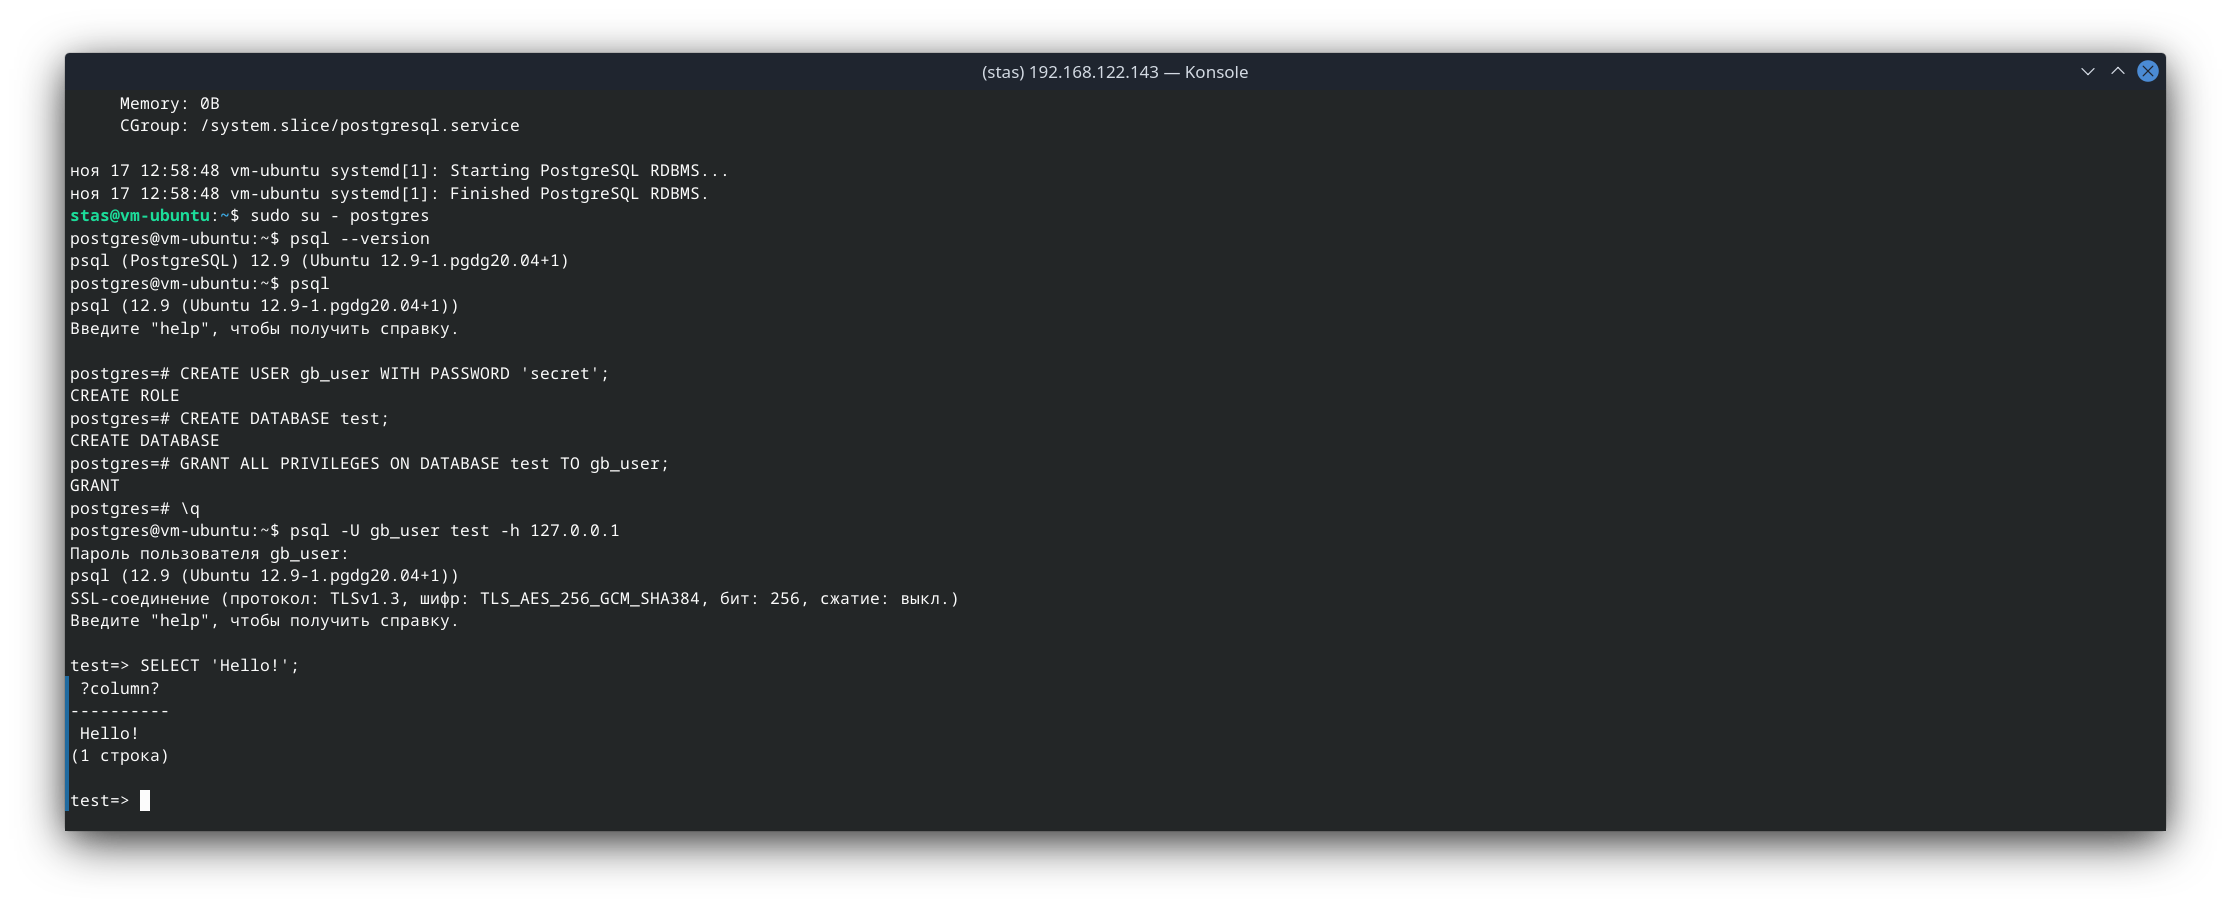 (stas) 192.168.122.143 — Konsole
Memory: 0B
CGroup: /system.slice/postgresql.service
ноя 17 12:58:48 vm-ubuntu systemd[1]: Starting PostgreSQL RDBMS...
ноя 17 12:58:48 vm-ubuntu systemd[1]: Finished PostgreSQL RDBMS.
stas@vm-ubuntu:~$ sudo su - postgres
postgres@vm-ubuntu:~$ psql --version
psql (PostgreSQL) 12.9 (Ubuntu 12.9-1.pgdg20.04+1)
postgres@vm-ubuntu:~$ psql
psql (12.9 (Ubuntu 12.9-1.pgdg20.04+1))
Введите "help", чтобы получить справку.
postgres=# CREATE USER gb_user WITH PASSWORD 'secret';
CREATE ROLE
postgres=# CREATE DATABASE test;
CREATE DATABASE
postgres=# GRANT ALL PRIVILEGES ON DATABASE test TO gb_user;
GRANT
postgres=# \q
postgres@vm-ubuntu:~$ psql -U gb_user test -h 127.0.0.1
Пароль пользователя gb_user:
psql (12.9 (Ubuntu 12.9-1.pgdg20.04+1))
SSL-соединение (протокол: TLSv1.3, шифр: TLS_AES_256_GCM_SHA384, бит: 256, сжатие: выкл.)
Введите "help", чтобы получить справку.
test=> SELECT 'Hello!';
?column?
----------
Hello!
(1 строка)
test=>